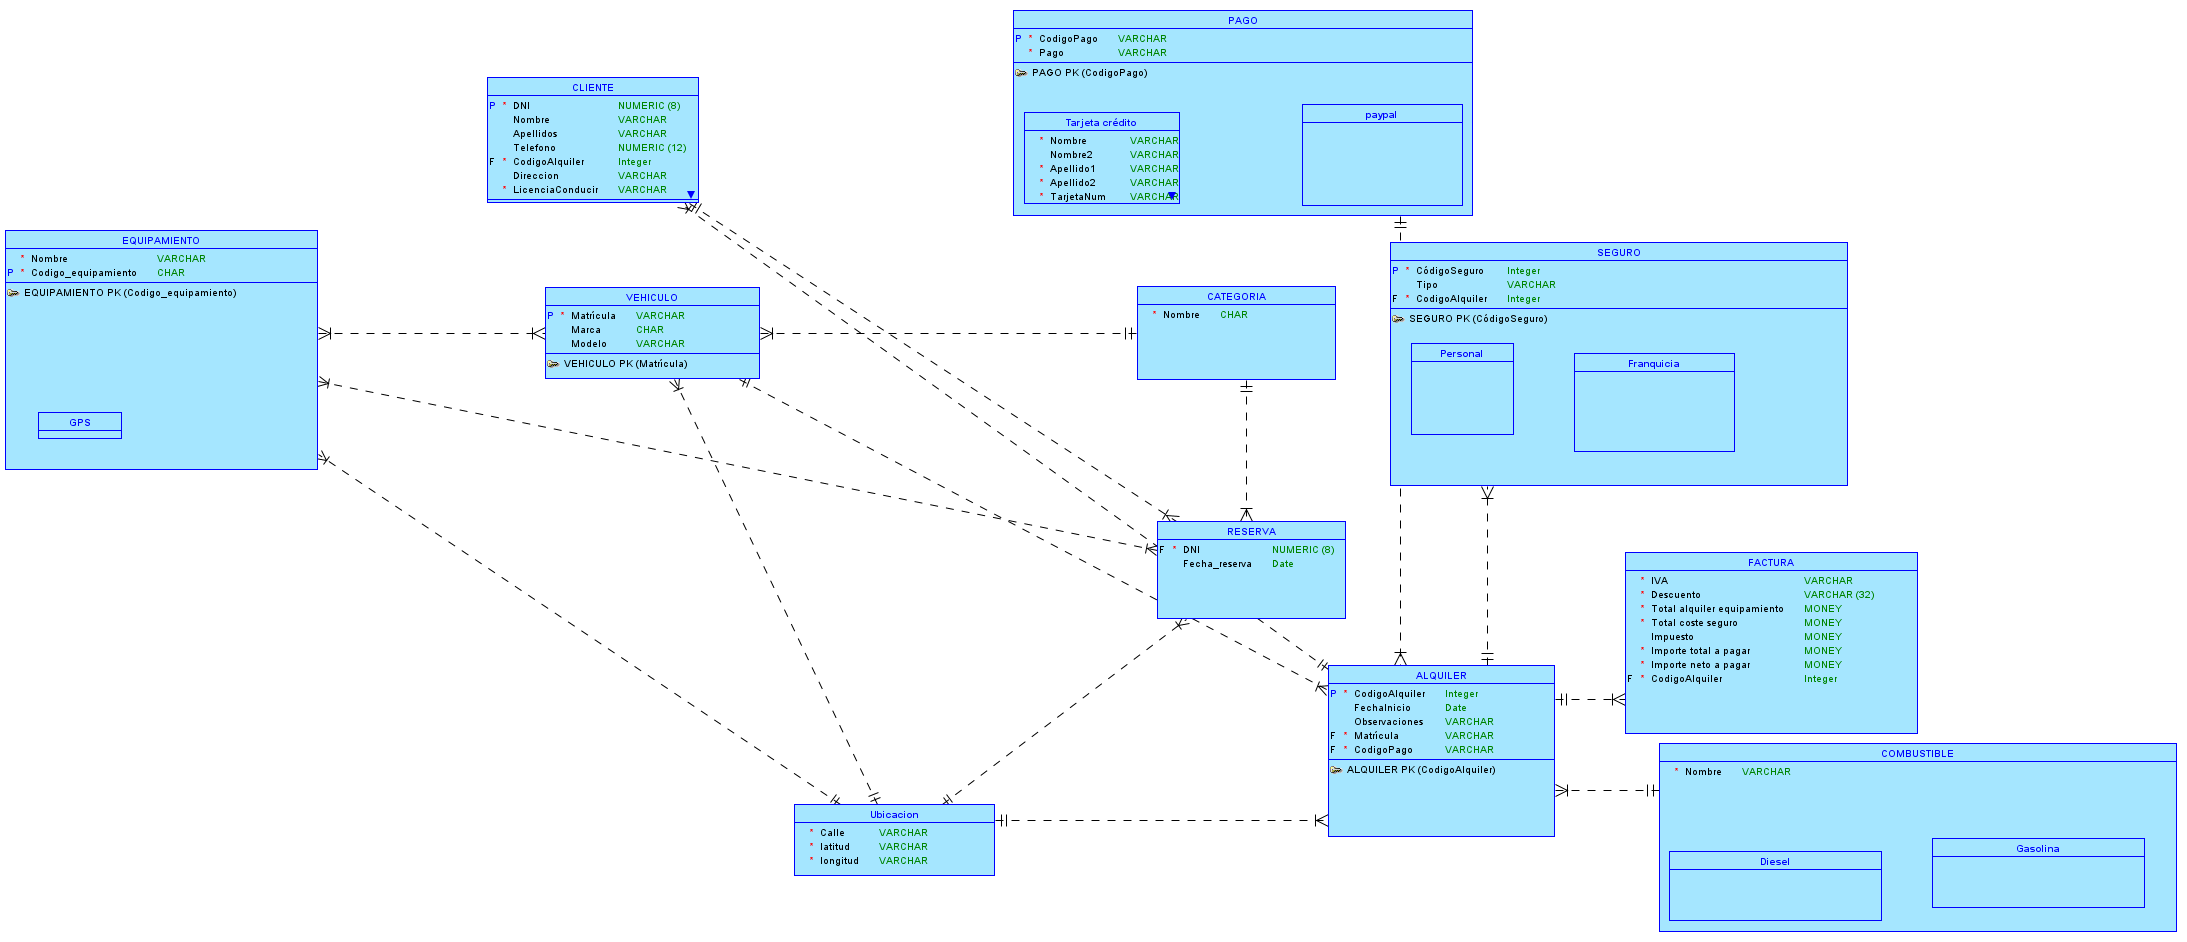 PAGO
P * CodigoPago VARCHAR
* Pago VARCHAR
PAGO PK (CodigoPago)
Tarjeta crédito
* Nombre VARCHAR
Nombre2 VARCHAR
* Apellido1 VARCHAR
* Apellido2 VARCHAR
* TarjetaNum VARCHAR
paypal
CLIENTE
P * DNI NUMERIC (8)
Nombre VARCHAR
Apellidos VARCHAR
Telefono NUMERIC (12)
F * CodigoAlquiler Integer
Direccion VARCHAR
* LicenciaConducir VARCHAR
EQUIPAMIENTO
* Nombre VARCHAR
P * Codigo_equipamiento CHAR
EQUIPAMIENTO PK (Codigo_equipamiento)
GPS
VEHICULO
P * Matrícula VARCHAR
Marca CHAR
Modelo VARCHAR
VEHICULO PK (Matrícula)
CATEGORIA
* Nombre CHAR
SEGURO
P * CódigoSeguro Integer
Tipo VARCHAR
F * CodigoAlquiler Integer
SEGURO PK (CódigoSeguro)
Personal
Franquicia
RESERVA
F * DNI NUMERIC (8)
Fecha_reserva Date
FACTURA
* IVA VARCHAR
* Descuento VARCHAR (32)
* Total alquiler equipamiento MONEY
* Total coste seguro MONEY
Impuesto MONEY
* Importe total a pagar MONEY
* Importe neto a pagar MONEY
F * CodigoAlquiler Integer
ALQUILER
P * CodigoAlquiler Integer
FechaInicio Date
Observaciones VARCHAR
F * Matrícula VARCHAR
F * CodigoPago VARCHAR
ALQUILER PK (CodigoAlquiler)
COMBUSTIBLE
* Nombre VARCHAR
Diesel
Gasolina
Ubicacion
* Calle VARCHAR
* latitud VARCHAR
* longitud VARCHAR